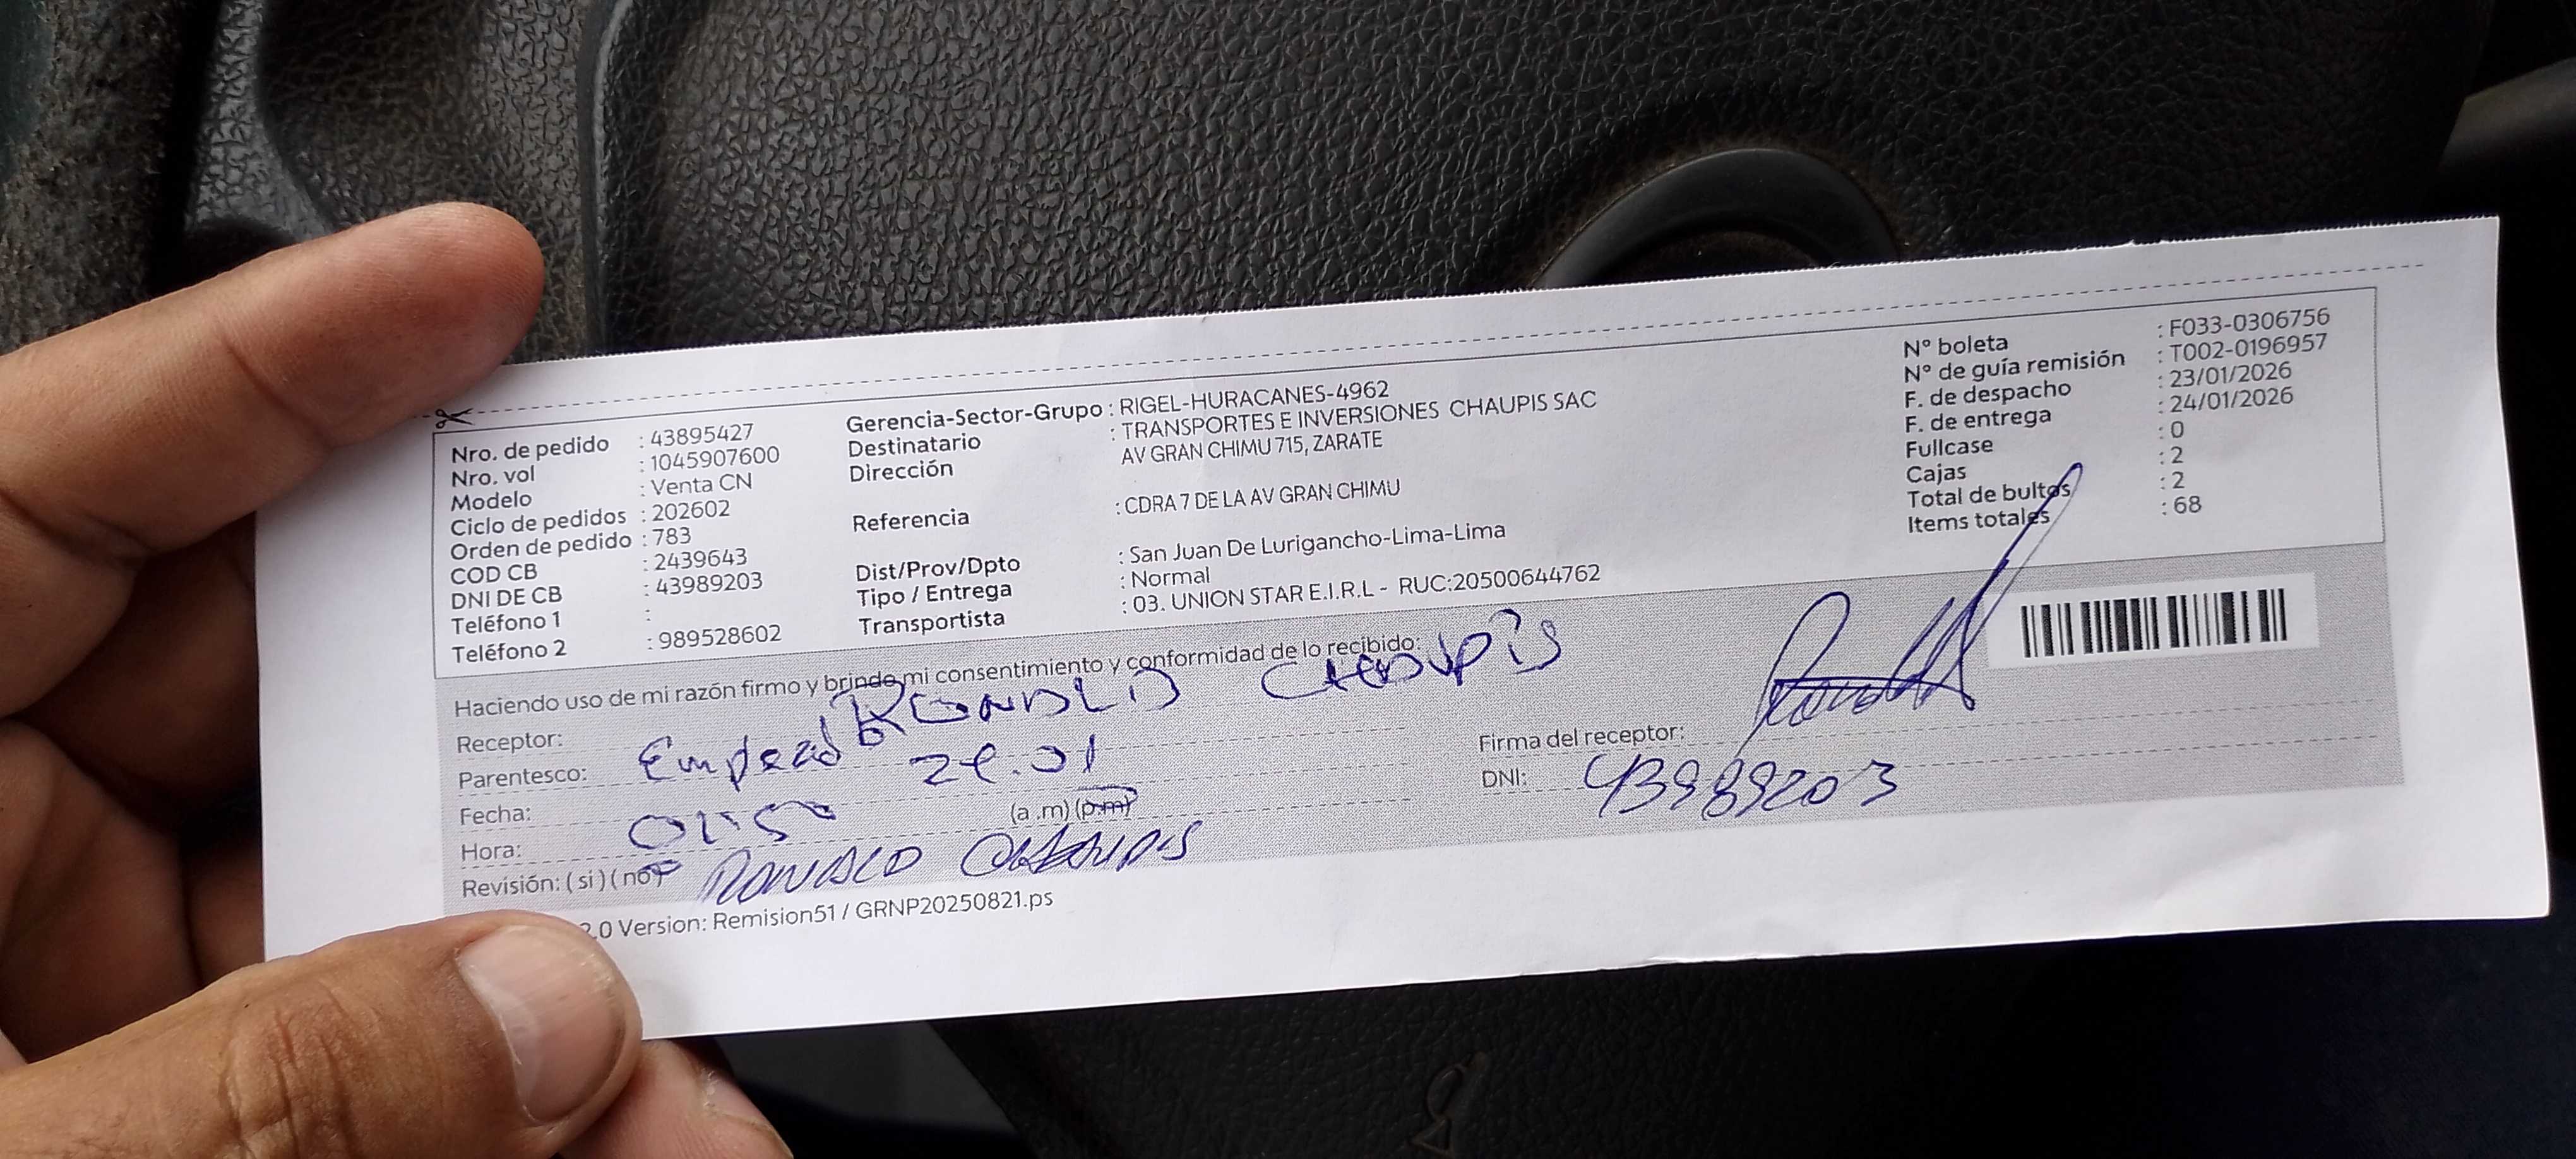 Nro. de pedido : 43895427
Nro. vol : 1045907600
Modelo : Venta CN
Ciclo de pedidos : 202602
Orden de pedido : 783
COD CB : 2439643
DNI DE CB : 43989203
Teléfono 1 :
Teléfono 2 : 989528602
Gerencia-Sector-Grupo : RIGEL-HURACANES-4962
Destinatario : TRANSPORTES E INVERSIONES CHAUPIS SAC
Dirección AV GRAN CHIMU 715, ZARATE
Referencia : CDRA 7 DE LA AV GRAN CHIMU
Dist/Prov/Dpto : San Juan De Lurigancho-Lima-Lima
Tipo / Entrega : Normal
Transportista : 03. UNION STAR E.I.R.L - RUC:20500644762
N° boleta : F033-0306756
N° de guía remisión : T002-0196957
F. de despacho : 23/01/2026
F. de entrega : 24/01/2026
Fullcase : 0
Cajas : 2
Total de bultos : 2
Items totales : 68
Haciendo uso de mi razón firmo y brindo mi consentimiento y conformidad de lo recibido:
Receptor: RONALD CHAUPIS
Parentesco:
Fecha:
Hora: (a.m) (p.m)
Revisión: (si) (no) RONALD CHAUPIS
Firma del receptor:
DNI: 43989203
2.0 Version: Remision51 / GRNP20250821.ps